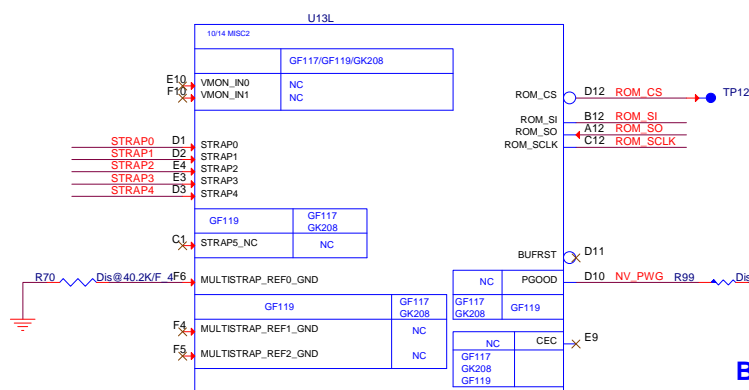 U13L
10/14 MISC2
GF117/GF119/GK208
E10 VMON_IN0 NC
F10 VMON_IN1 NC
ROM_CS D12 ROM_CS TP12
ROM_SI B12 ROM_SI
ROM_SO A12 ROM_SO
ROM_SCLK C12 ROM_SCLK
STRAP0 D1 STRAP0
STRAP1 D2 STRAP1
STRAP2 E4 STRAP2
STRAP3 E3 STRAP3
STRAP4 D3 STRAP4
GF119 GF117
GK208
C1 STRAP5_NC NC
BUFRST D11
R70 Dis@40.2K/F_4 F6 MULTISTRAP_REF0_GND
NC PGOOD D10 NV_PWG R99 Dis
GF119 GF117
GK208
GF117
GK208 GF119
F4 MULTISTRAP_REF1_GND NC
F5 MULTISTRAP_REF2_GND NC
NC CEC E9
GF117
GK208
GF119
B